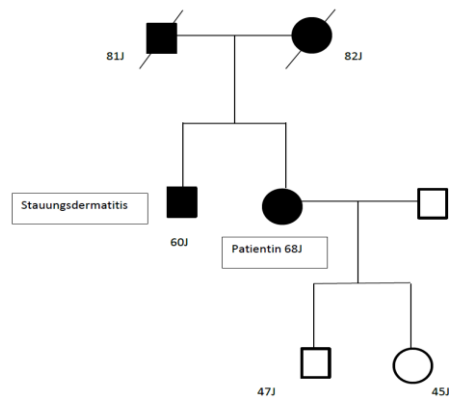 81J
82J
Stauungsdermatitis
60J
Patientin 68J
47J
45J